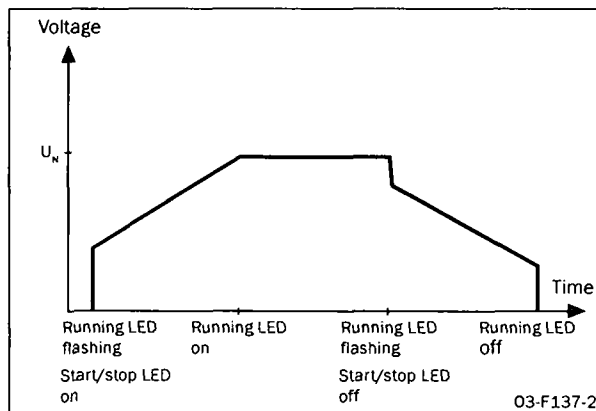 Voltage
U_N
Time
Running LED flashing
Running LED on
Running LED flashing
Running LED off
Start/stop LED on
Start/stop LED off
03-F137-2